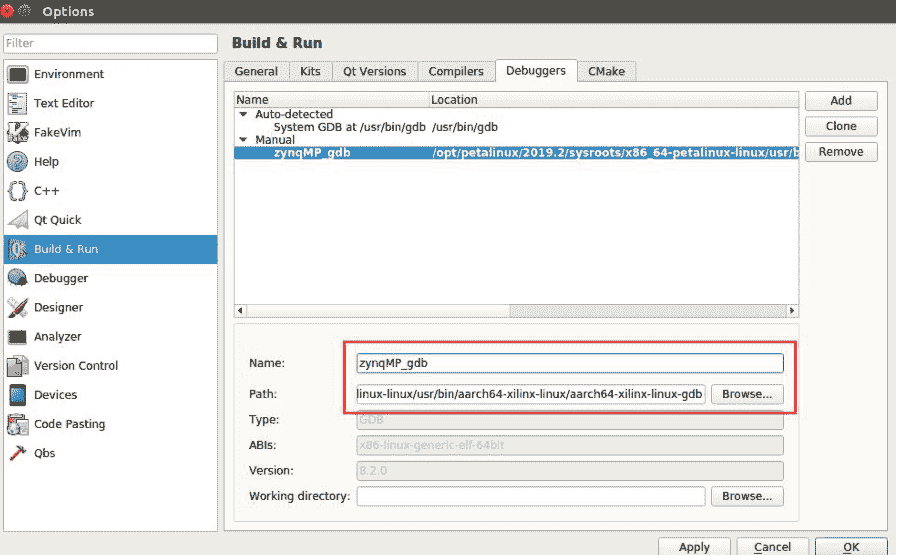 Options
Filter
Environment
Text Editor
FakeVim
Help
C++
Qt Quick
Build & Run
Debugger
Designer
Analyzer
Version Control
Devices
Code Pasting
Qbs
Build & Run
General Kits Qt Versions Compilers Debuggers CMake
Name Location
Auto-detected
System GDB at /usr/bin/gdb /usr/bin/gdb
Manual
zynqMP_gdb /opt/petalinux/2019.2/sysroots/x86_64-petalinux-linux/usr/b
Add
Clone
Remove
Name: zynqMP_gdb
Path: linux-linux/usr/bin/aarch64-xilinx-linux/aarch64-xilinx-linux-gdb Browse...
Type: GDB
ABIs: x86-linux-generic-elf-64bit
Version: 8.2.0
Working directory: Browse...
Apply Cancel OK